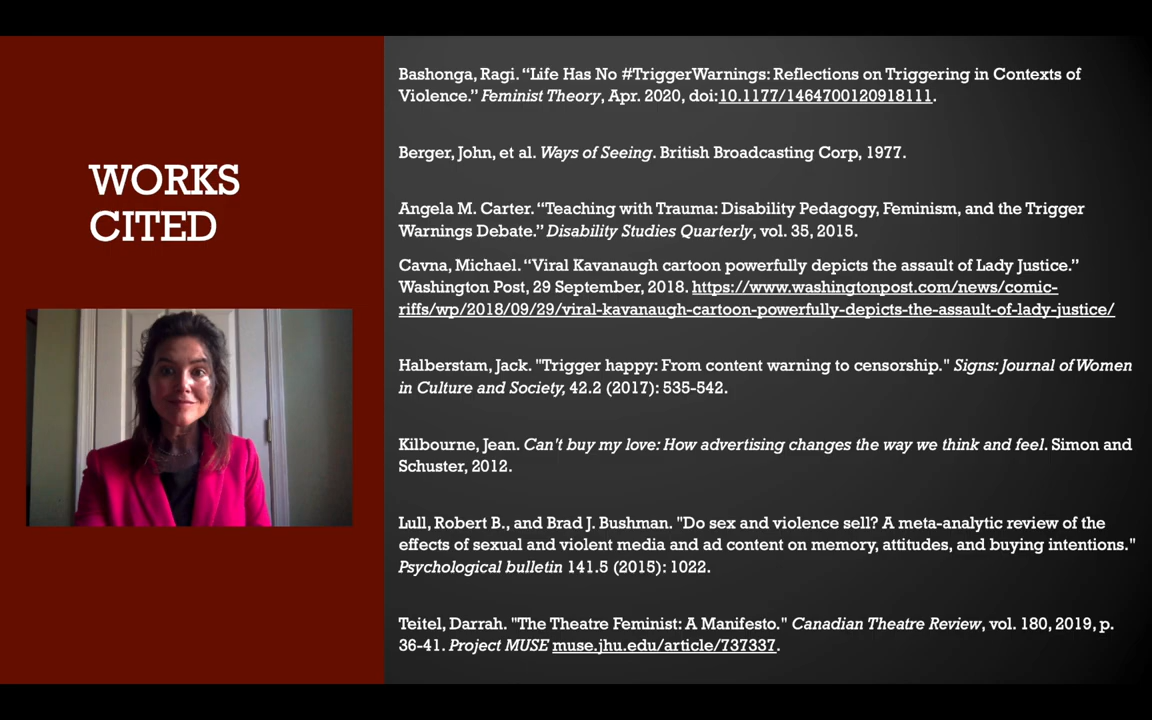 WORKS
CITED
Bashonga, Ragi. “Life Has No #TriggerWarnings: Reflections on Triggering in Contexts of
Violence.” Feminist Theory, Apr. 2020, doi:10.1177/1464700120918111.
Berger, John, et al. Ways of Seeing. British Broadcasting Corp, 1977.
Angela M. Carter. “Teaching with Trauma: Disability Pedagogy, Feminism, and the Trigger
Warnings Debate.” Disability Studies Quarterly, vol. 35, 2015.
Cavna, Michael. “Viral Kavanaugh cartoon powerfully depicts the assault of Lady Justice.”
Washington Post, 29 September, 2018. https://www.washingtonpost.com/news/comic-
riffs/wp/2018/09/29/viral-kavanaugh-cartoon-powerfully-depicts-the-assault-of-lady-justice/
Halberstam, Jack. "Trigger happy: From content warning to censorship." Signs: Journal of Women
in Culture and Society, 42.2 (2017): 535-542.
Kilbourne, Jean. Can't buy my love: How advertising changes the way we think and feel. Simon and
Schuster, 2012.
Lull, Robert B., and Brad J. Bushman. "Do sex and violence sell? A meta-analytic review of the
effects of sexual and violent media and ad content on memory, attitudes, and buying intentions."
Psychological bulletin 141.5 (2015): 1022.
Teitel, Darrah. "The Theatre Feminist: A Manifesto." Canadian Theatre Review, vol. 180, 2019, p.
36-41. Project MUSE muse.jhu.edu/article/737337.